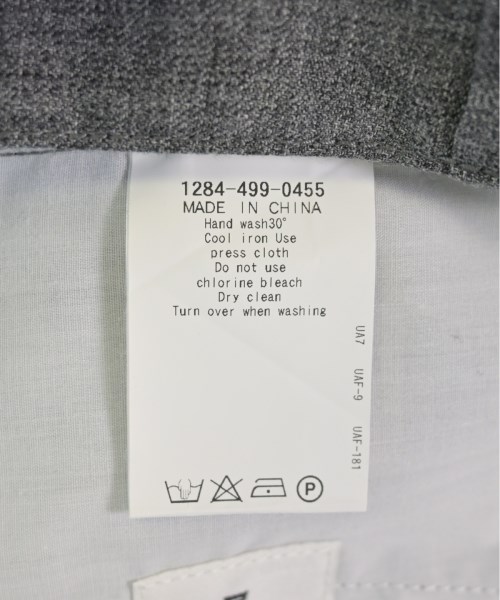 1284-499-0455
MADE IN CHINA
Hand wash30°
Cool iron Use
press cloth
Do not use
chlorine bleach
Dry clean
Turn over when washing
UA7 UAF-9 UAF-181
P